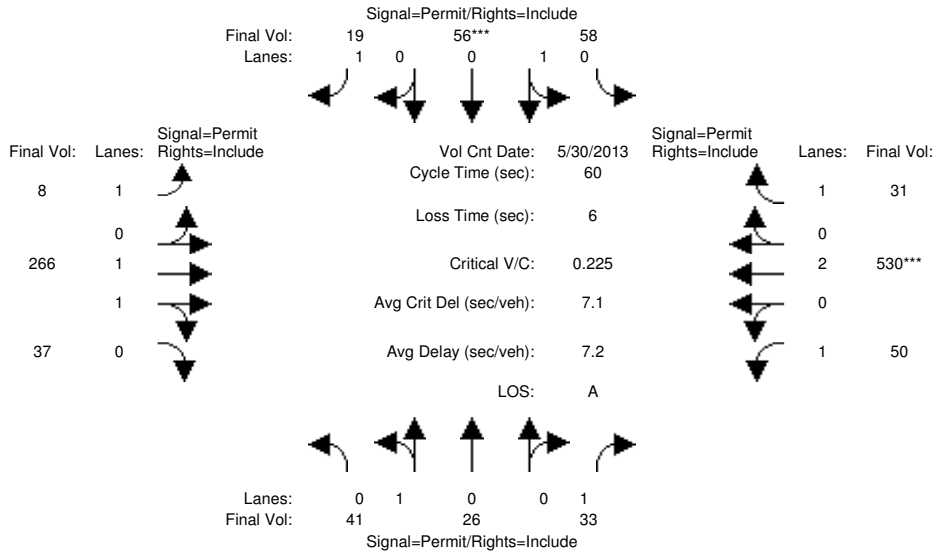 Signal=Permit/Rights=Include
Final Vol: 19 56*** 58
Lanes: 1 0 0 1 0
Signal=Permit
Final Vol: Lanes: Rights=Include
Vol Cnt Date: 5/30/2013
Signal=Permit
Rights=Include Lanes: Final Vol:
Cycle Time (sec): 60
8 1
1 31
Loss Time (sec): 6
0
0
266 1
Critical V/C: 0.225
2 530***
1
Avg Crit Del (sec/veh): 7.1
0
37 0
Avg Delay (sec/veh): 7.2
1 50
LOS: A
Lanes: 0 1 0 0 1
Final Vol: 41 26 33
Signal=Permit/Rights=Include